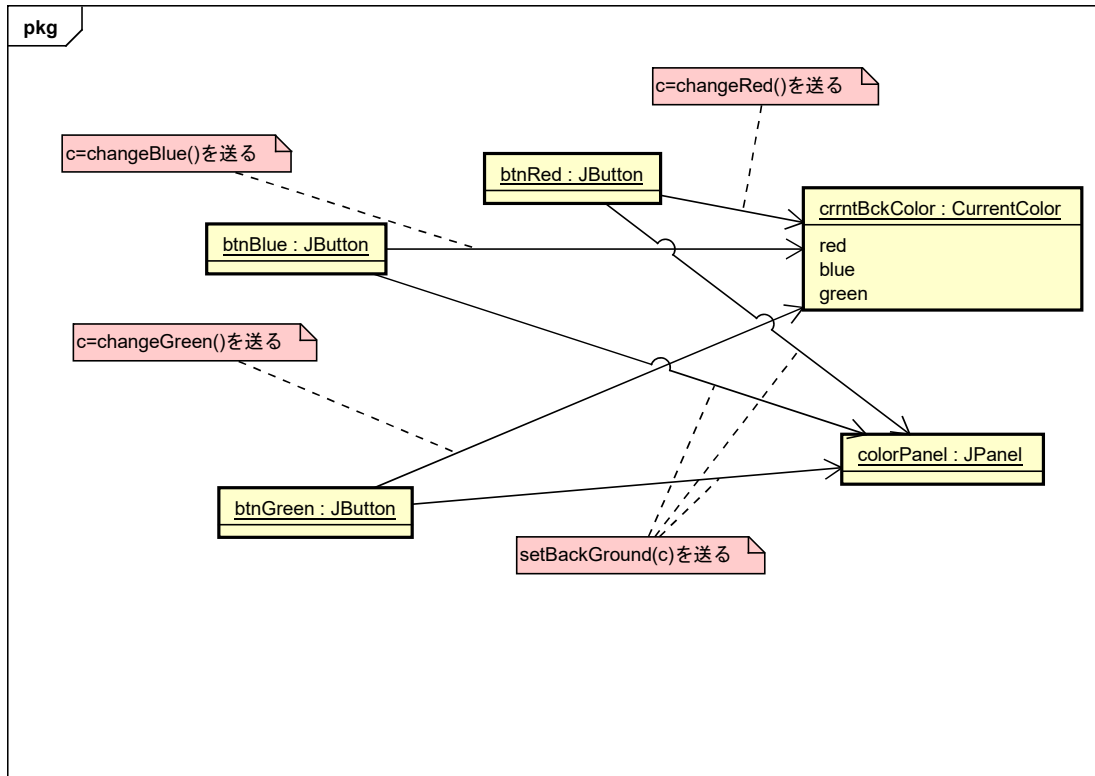 pkg
c=changeRed()を送る
c=changeBlue()を送る
btnRed : JButton
crrntBckColor : CurrentColor
red
blue
green
btnBlue : JButton
c=changeGreen()を送る
colorPanel : JPanel
btnGreen : JButton
setBackGround(c)を送る